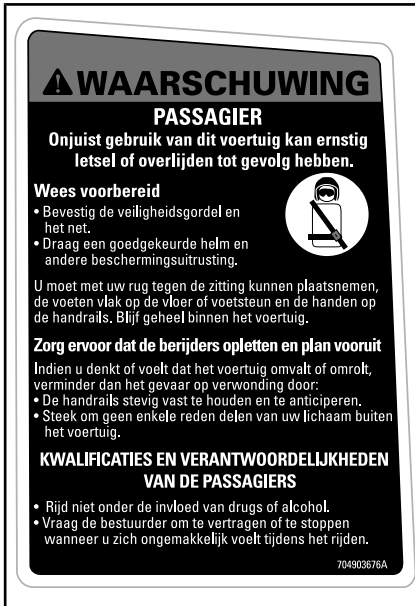 WAARSCHUWING
PASSAGIER
Onjuist gebruik van dit voertuig kan ernstig
letsel of overlijden tot gevolg hebben.
Wees voorbereid
• Bevestig de veiligheidsgordel en
het net.
• Draag een goedgekeurde helm en
andere beschermingsuitrusting.
U moet met uw rug tegen de zitting kunnen plaatsnemen,
de voeten vlak op de vloer of voetsteun en de handen op
de handrails. Blijf geheel binnen het voertuig.
Zorg ervoor dat de berijders opletten en plan vooruit
Indien u denkt of voelt dat het voertuig omvalt of omrolt,
verminder dan het gevaar op verwonding door:
• De handrails stevig vast te houden en te anticiperen.
• Steek om geen enkele reden delen van uw lichaam buiten
het voertuig.
KWALIFICATIES EN VERANTWOORDELIJKHEDEN
VAN DE PASSAGIERS
• Rijd niet onder de invloed van drugs of alcohol.
• Vraag de bestuurder om te vertragen of te stoppen
wanneer u zich ongemakkelijk voelt tijdens het rijden.
704903676A